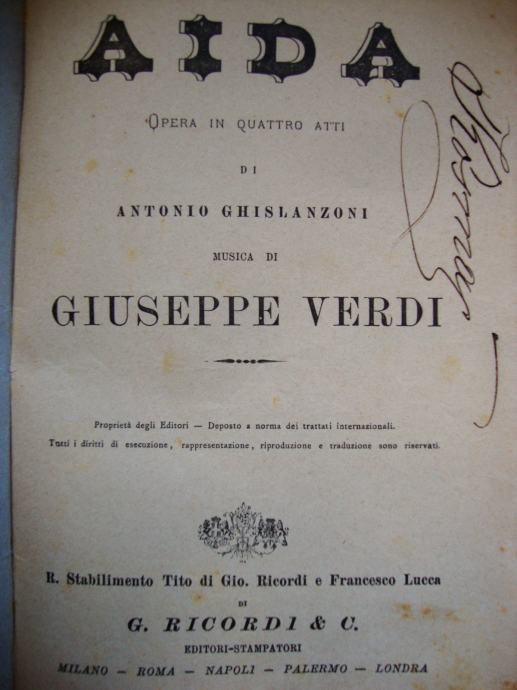 AIDA
OPERA IN QUATTRO ATTI
DI
ANTONIO GHISLANZONI
MUSICA DI
GIUSEPPE VERDI
Proprietà degli Editori — Deposto a norma dei trattati internazionali.
Tutti i diritti di esecuzione, rappresentazione, riproduzione e traduzione sono riservati.
R. Stabilimento Tito di Gio. Ricordi e Francesco Lucca
DI
G. RICORDI & C.
EDITORI-STAMPATORI
MILANO — ROMA — NAPOLI — PALERMO — LONDRA